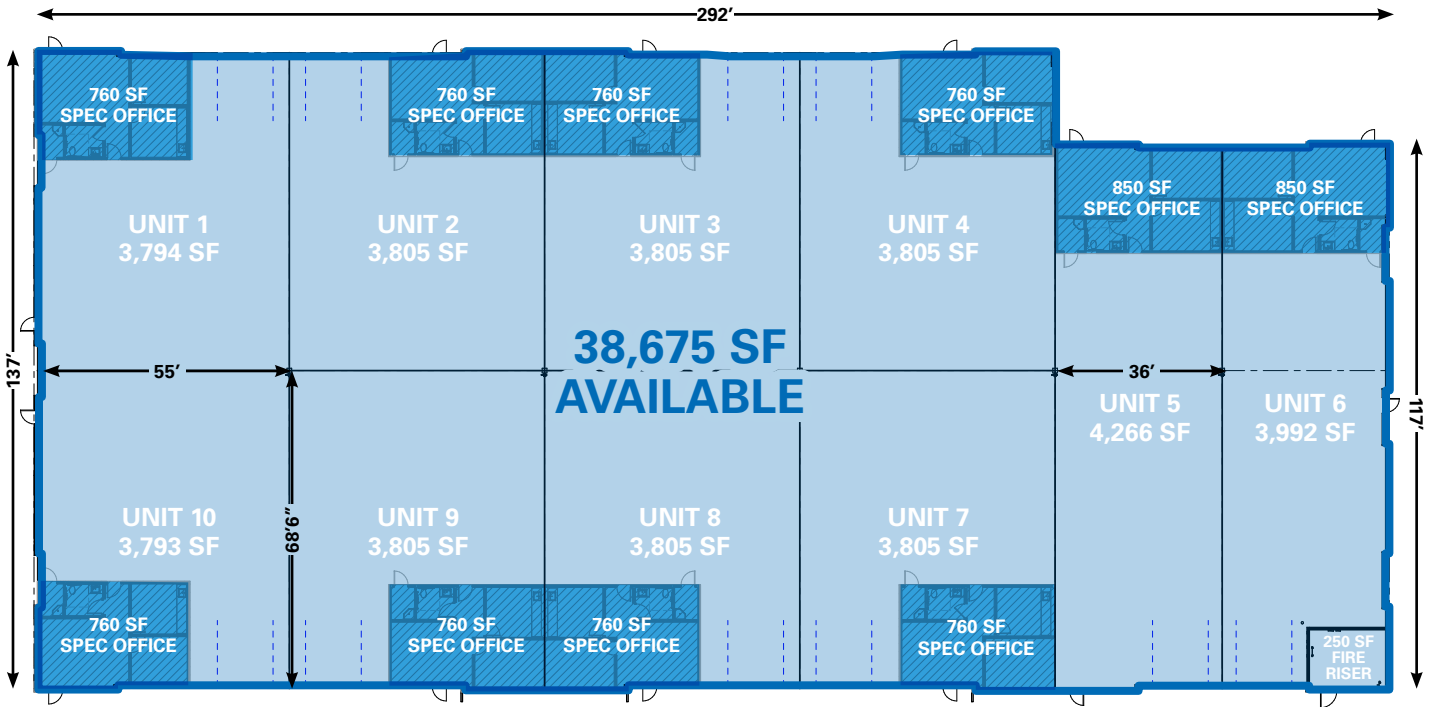 292’
760 SF
SPEC OFFICE
760 SF
SPEC OFFICE
760 SF
SPEC OFFICE
760 SF
SPEC OFFICE
850 SF
SPEC OFFICE
850 SF
SPEC OFFICE
UNIT 1
3,794 SF
UNIT 2
3,805 SF
UNIT 3
3,805 SF
UNIT 4
3,805 SF
137’
55’
38,675 SF
AVAILABLE
36’
117’
UNIT 5
4,266 SF
UNIT 6
3,992 SF
UNIT 10
3,793 SF
68’6”
UNIT 9
3,805 SF
UNIT 8
3,805 SF
UNIT 7
3,805 SF
760 SF
SPEC OFFICE
760 SF
SPEC OFFICE
760 SF
SPEC OFFICE
760 SF
SPEC OFFICE
250 SF
FIRE
RISER